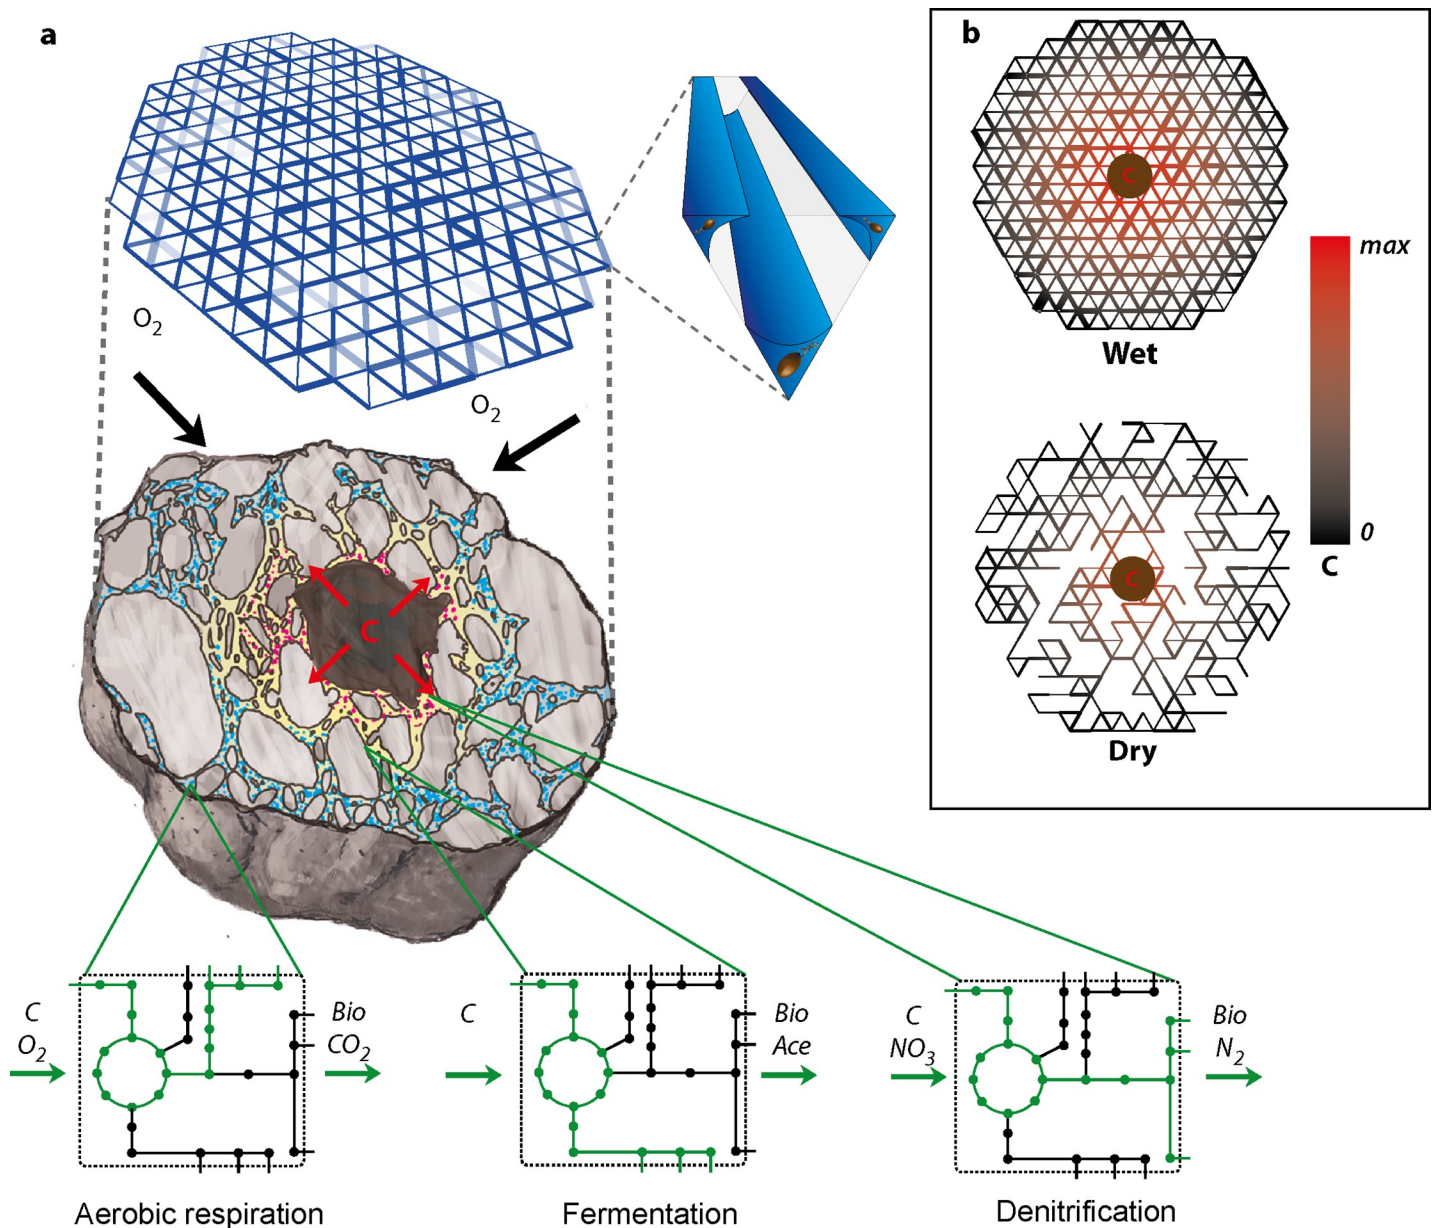 a
b
O2
O2
C
C
Wet
max
0
C
C
Dry
C
O2
Bio
CO2
C
Bio
Ace
C
NO3
Bio
N2
Aerobic respiration
Fermentation
Denitrification